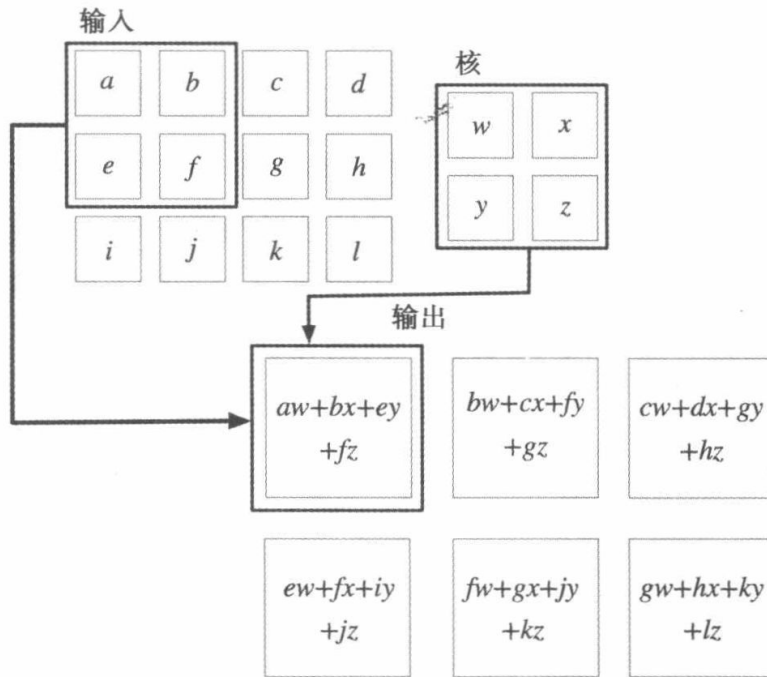 输入
a b c d
核
w x
e f g h
y z
i j k l
输出
aw+bx+ey
+fz
bw+cx+fy
+gz
cw+dx+gy
+hz
ew+fx+iy
+jz
fw+gx+jy
+kz
gw+hx+ky
+lz